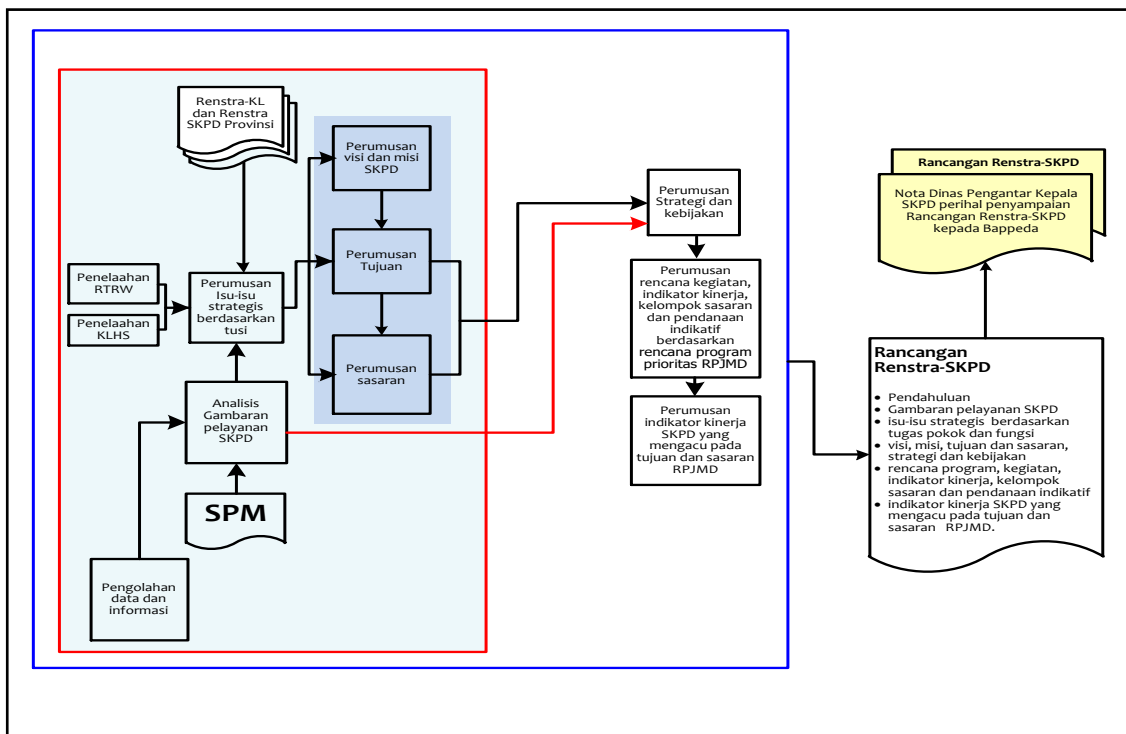 Renstra-KL
dan Renstra
SKPD Provinsi
Perumusan
visi dan misi
SKPD
Perumusan
Tujuan
Perumusan
sasaran
Penelaahan
RTRW
Penelaahan
KLHS
Perumusan
Isu-isu
strategis
berdasarkan
tusi
Analisis
Gambaran
pelayanan
SKPD
SPM
Pengolahan
data dan
informasi
Perumusan
Strategi dan
kebijakan
Perumusan
rencana kegiatan,
indikator kinerja,
kelompok sasaran
dan pendanaan
indikatif
berdasarkan
rencana program
prioritas RPJMD
Perumusan
indikator kinerja
SKPD yang
mengacu pada
tujuan dan sasaran
RPJMD
Rancangan Renstra-SKPD
Nota Dinas Pengantar Kepala
SKPD perihal penyampaian
Rancangan Renstra-SKPD
kepada Bappeda
Rancangan
Renstra-SKPD
• Pendahuluan
• Gambaran pelayanan SKPD
• isu-isu strategis berdasarkan
tugas pokok dan fungsi
• visi, misi, tujuan dan sasaran,
strategi dan kebijakan
• rencana program, kegiatan,
indikator kinerja, kelompok
sasaran dan pendanaan indikatif
• indikator kinerja SKPD yang
mengacu pada tujuan dan
sasaran RPJMD.